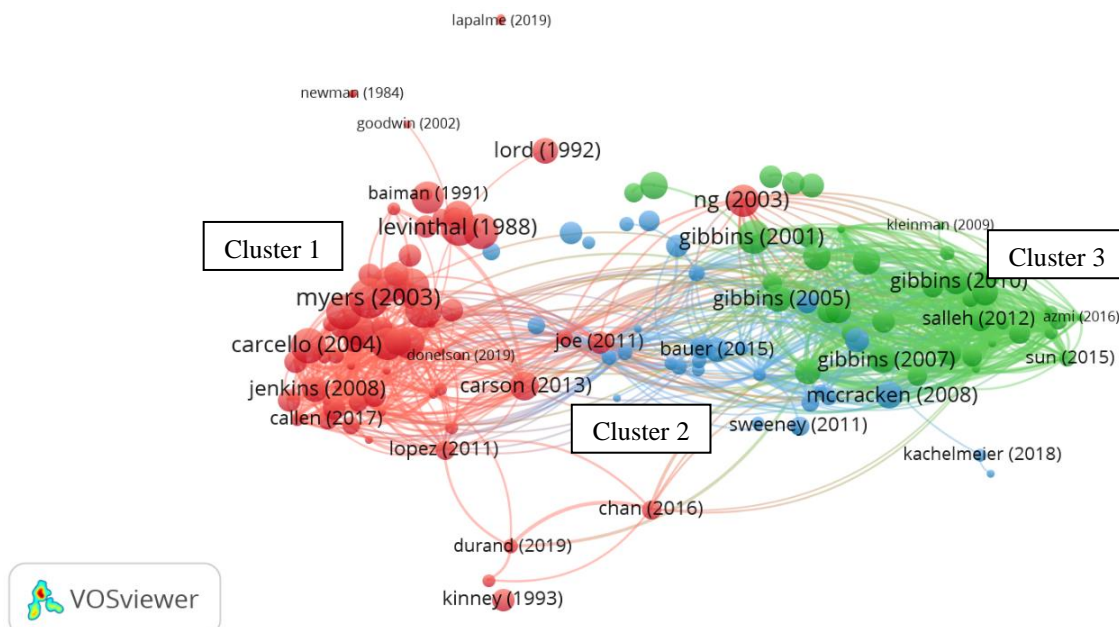 lapalme (2019)
newman (1984)
goodwin (2002)
lord (1992)
baiman (1991)
ng (2003)
levinthal (1988)
kleinman (2009)
gibbins (2001)
Cluster 1
Cluster 3
gibbins (2010)
myers (2003)
gibbins (2005)
salleh (2012)
azmi (2016)
carcello (2004)
joe (2011)
bauer (2015)
donelson (2019)
gibbins (2007)
sun (2015)
jenkins (2008)
carson (2013)
mccracken (2008)
callen (2017)
Cluster 2
sweeney (2011)
lopez (2011)
kachelmeier (2018)
chan (2016)
durand (2019)
kinney (1993)
VOSviewer